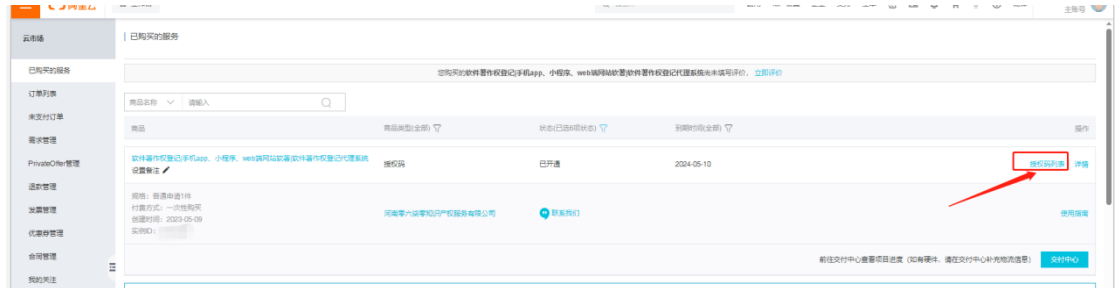 主账号
云市场
已购买的服务
已购买的服务
订单列表
未支付订单
需求管理
PrivateOffer管理
退款管理
发票管理
优惠券管理
合同管理
我的关注
您购买的软件著作权登记|手机app、小程序、web端网站软著|软件著作权登记代理系统尚未填写评价，立即评价
商品名称 请输入
商品 商品类型(全部) 状态(已选6项状态) 到期时间(全部) 操作
软件著作权登记|手机app、小程序、web端网站软著|软件著作权登记代理系统 授权码 已开通 2024-05-10 授权码列表 详情
设置备注
规格：普通申请1件
付费方式：一次性购买
创建时间：2023-05-09
实例ID：
河南零六柒零知识产权服务有限公司 联系我们 使用指南
前往交付中心查看项目进度（如有硬件，请在交付中心补充物流信息） 交付中心